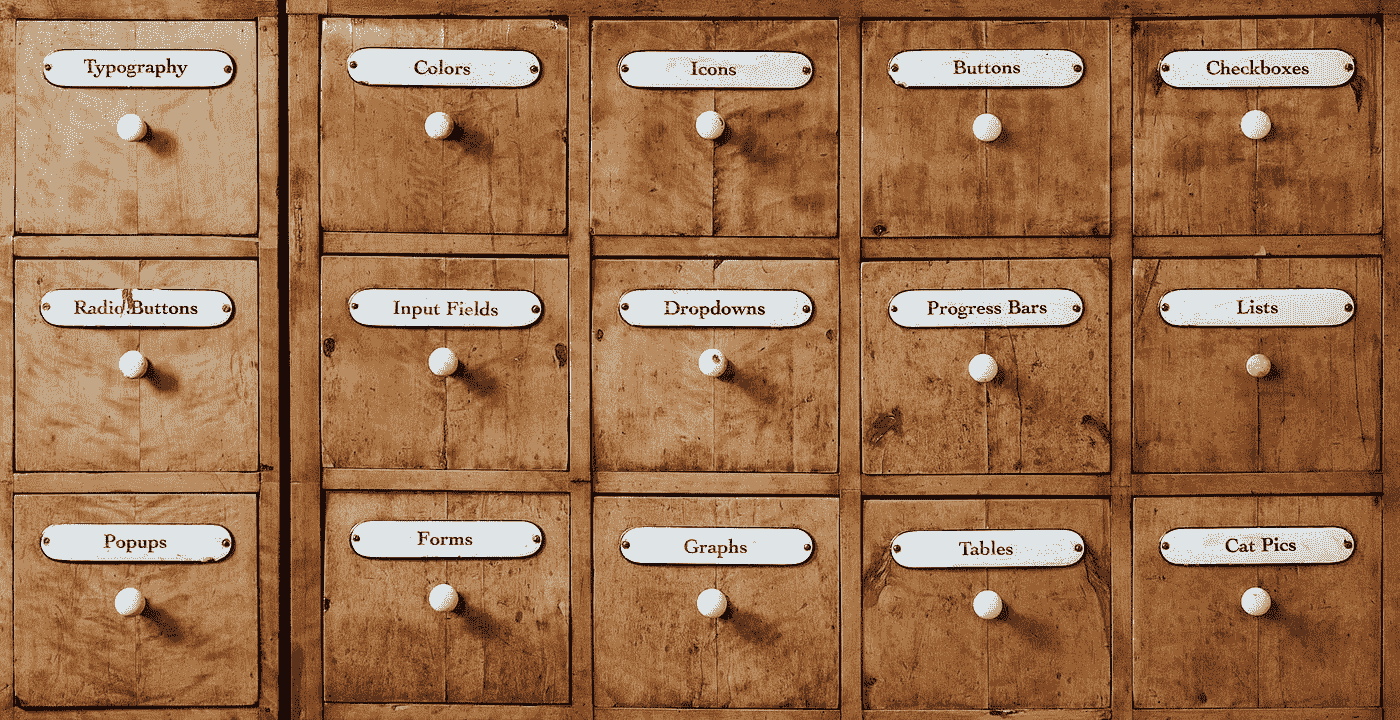 Typography
Colors
Icons
Buttons
Checkboxes
Radio Buttons
Input Fields
Dropdowns
Progress Bars
Lists
Popups
Forms
Graphs
Tables
Cat Pics